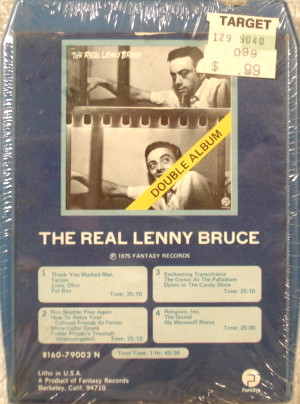 TARGET
129 9040
099
$ .99
THE REAL LENNY BRUCE
DOUBLE ALBUM
THE REAL LENNY BRUCE
℗ 1975 FANTASY RECORDS
1
Thank You Masked Man
Tarzan
Lima, Ohio
Fat Boy
Time: 25:10
3
Enchanting Transylvania
The Comic At The Palladium
Djinni In The Candy Store
Time: 25:10
2
Non Skeddo Flies Again
How To Relax Your
Colored Friends At Parties
White Collar Drunk
Father Flotski's Triumph
(Unexpurgated)
Time: 25:10
4
Religions, Inc.
The Sound
My Werewolf Mama
Time: 25:00
8160-79003 N
Total Time: 1 Hr.
Litho in U.S.A.
A Product of Fantasy Records
Berkeley, Calif. 94710
Fantasy